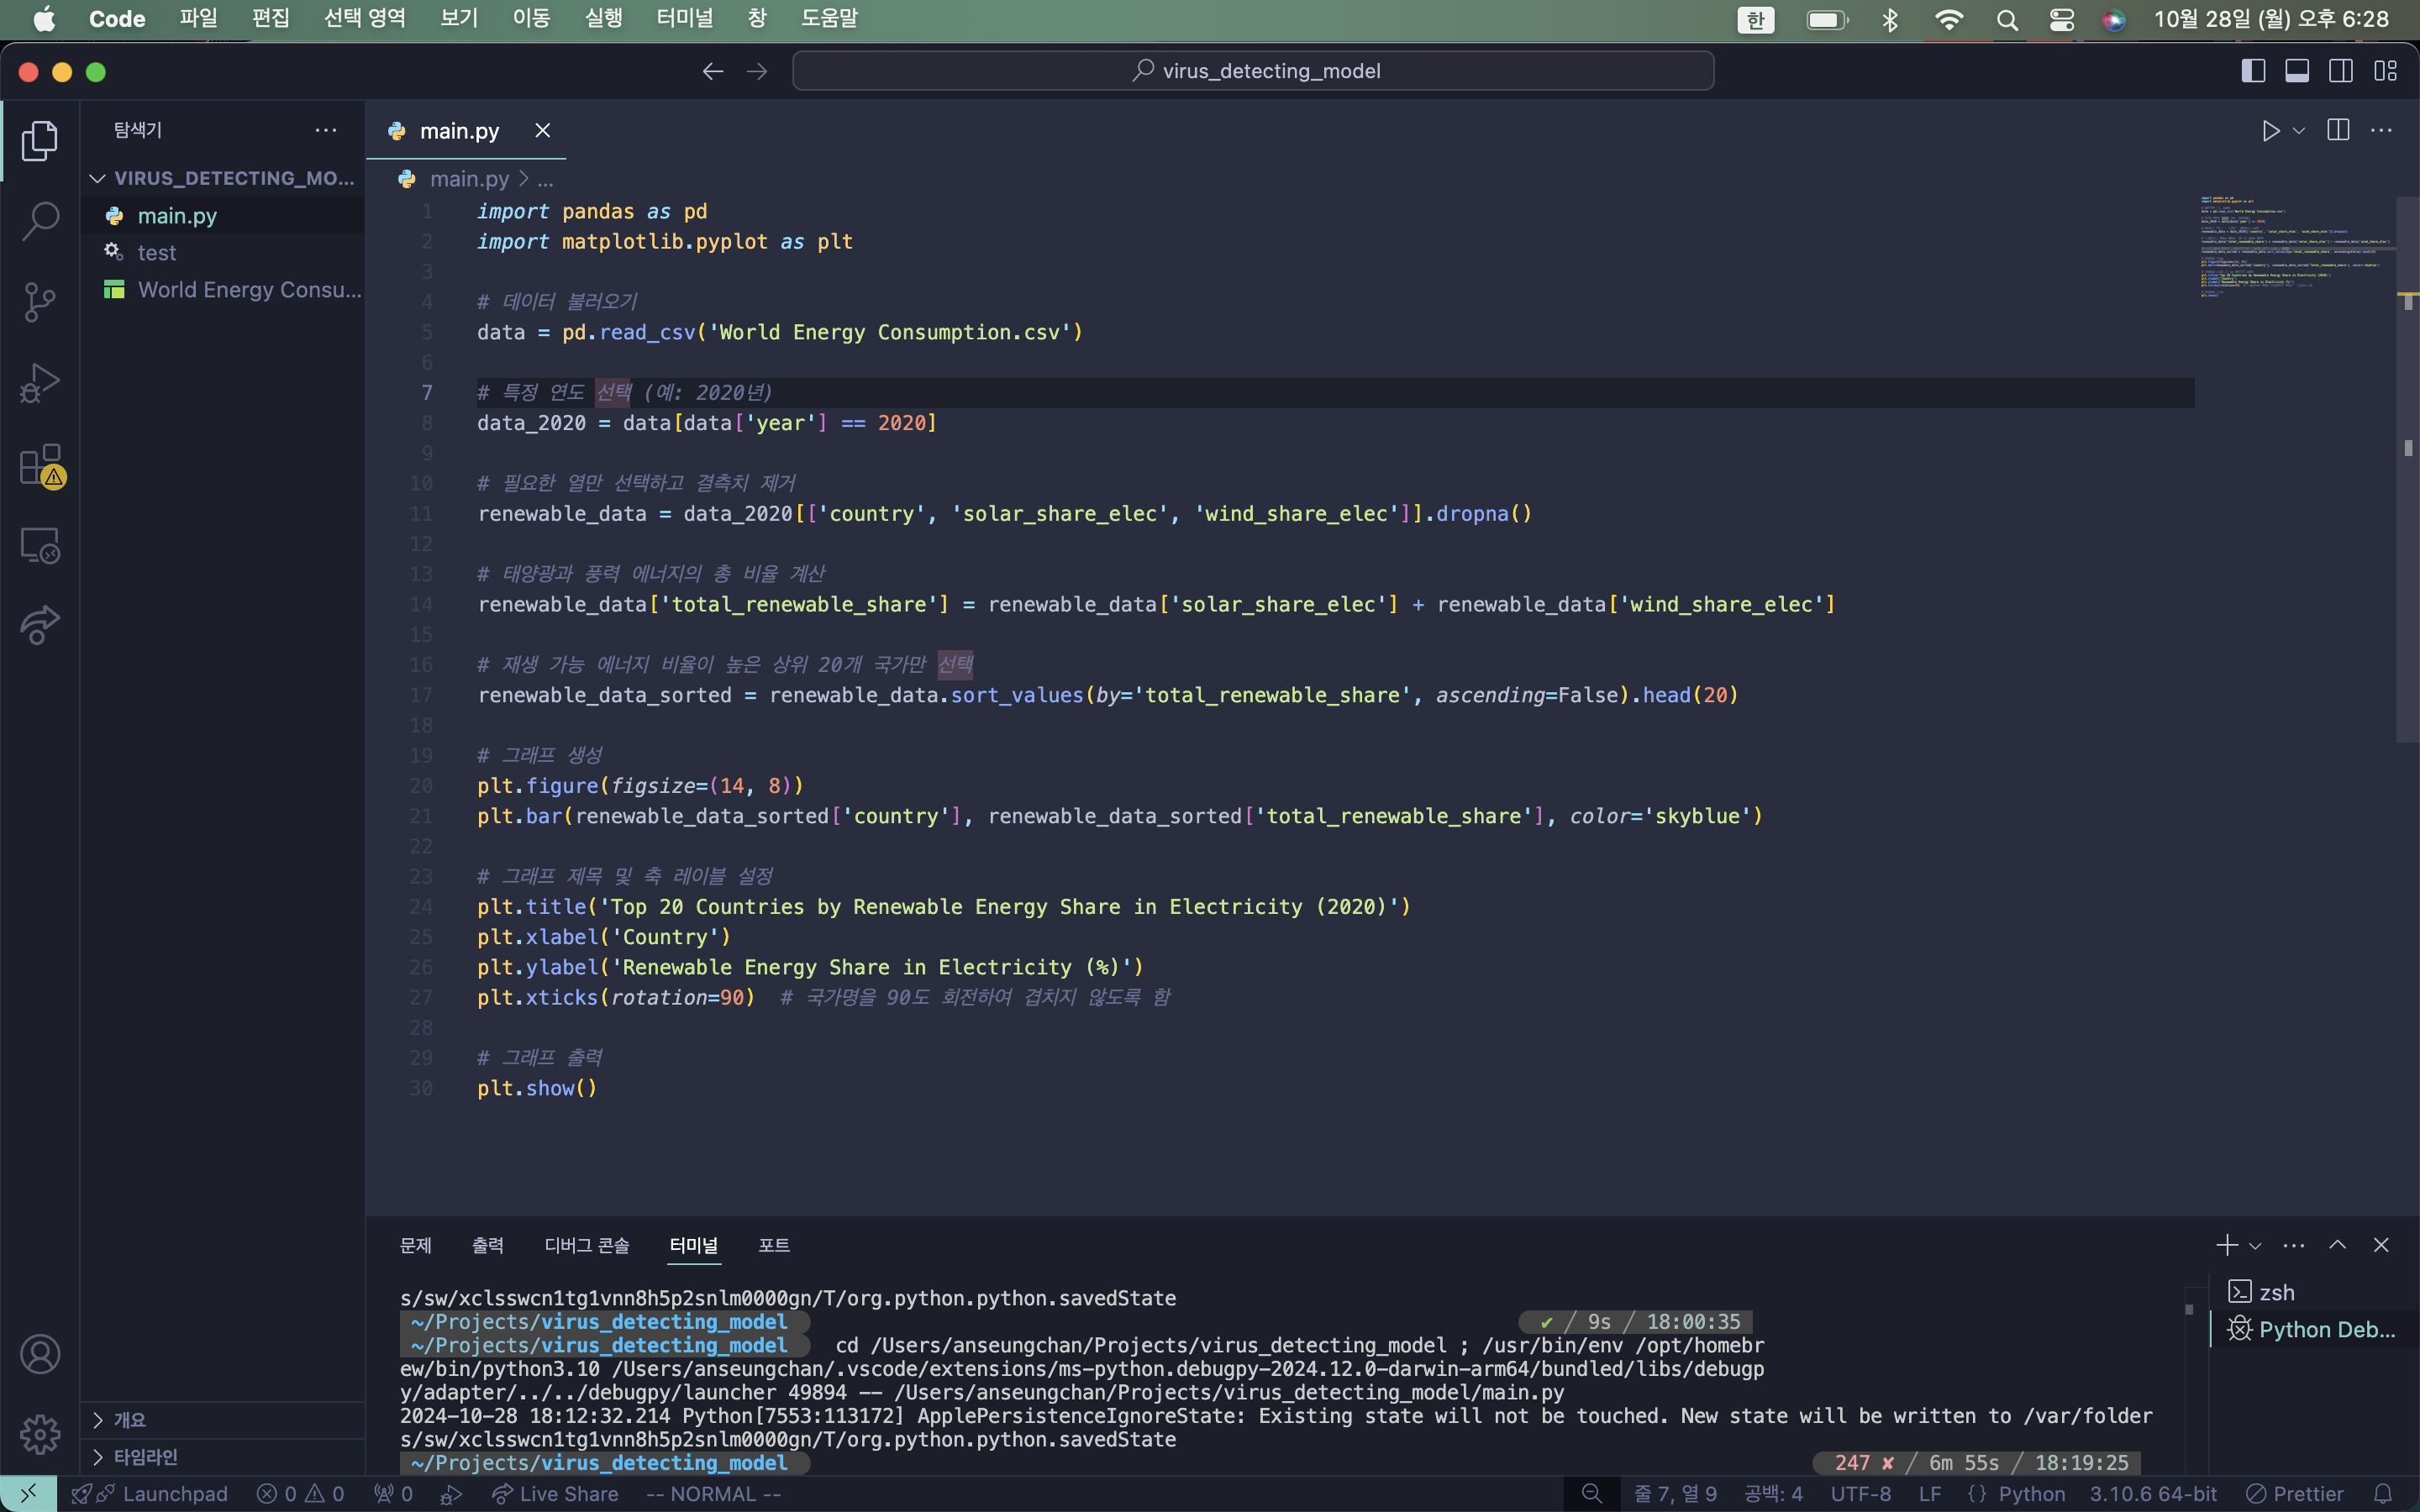 Code 파일 편집 선택 영역 보기 이동 실행 터미널 창 도움말 한 10월 28일 (월) 오후 6:28
virus_detecting_model
탐색기
VIRUS_DETECTING_MO...
main.py
test
World Energy Consu...
main.py
main.py > ...
1 import pandas as pd
2 import matplotlib.pyplot as plt
3
4 # 데이터 불러오기
5 data = pd.read_csv('World Energy Consumption.csv')
6
7 # 특정 연도 선택 (예: 2020년)
8 data_2020 = data[data['year'] == 2020]
9
10 # 필요한 열만 선택하고 결측치 제거
11 renewable_data = data_2020[['country', 'solar_share_elec', 'wind_share_elec']].dropna()
12
13 # 태양광과 풍력 에너지의 총 비율 계산
14 renewable_data['total_renewable_share'] = renewable_data['solar_share_elec'] + renewable_data['wind_share_elec']
15
16 # 재생 가능 에너지 비율이 높은 상위 20개 국가만 선택
17 renewable_data_sorted = renewable_data.sort_values(by='total_renewable_share', ascending=False).head(20)
18
19 # 그래프 생성
20 plt.figure(figsize=(14, 8))
21 plt.bar(renewable_data_sorted['country'], renewable_data_sorted['total_renewable_share'], color='skyblue')
22
23 # 그래프 제목 및 축 레이블 설정
24 plt.title('Top 20 Countries by Renewable Energy Share in Electricity (2020)')
25 plt.xlabel('Country')
26 plt.ylabel('Renewable Energy Share in Electricity (%)')
27 plt.xticks(rotation=90)  # 국가명을 90도 회전하여 겹치지 않도록 함
28
29 # 그래프 출력
30 plt.show()
문제 출력 디버그 콘솔 터미널 포트
s/sw/xclsswcn1tg1vnn8h5p2snlm0000gn/T/org.python.python.savedState
~/Projects/virus_detecting_model ✔ / 9s / 18:00:35
~/Projects/virus_detecting_model cd /Users/anseungchan/Projects/virus_detecting_model ; /usr/bin/env /opt/homebr
ew/bin/python3.10 /Users/anseungchan/.vscode/extensions/ms-python.debugpy-2024.12.0-darwin-arm64/bundled/libs/debugp
y/adapter/../../debugpy/launcher 49894 -- /Users/anseungchan/Projects/virus_detecting_model/main.py
2024-10-28 18:12:32.214 Python[7553:113172] ApplePersistenceIgnoreState: Existing state will not be touched. New state will be written to /var/folder
s/sw/xclsswcn1tg1vnn8h5p2snlm0000gn/T/org.python.python.savedState
~/Projects/virus_detecting_model 247 ✘ / 6m 55s / 18:19:25
zsh
Python Deb...
개요
타임라인
Launchpad 0 0 0 Live Share -- NORMAL -- 줄 7, 열 9 공백: 4 UTF-8 LF {} Python 3.10.6 64-bit Prettier